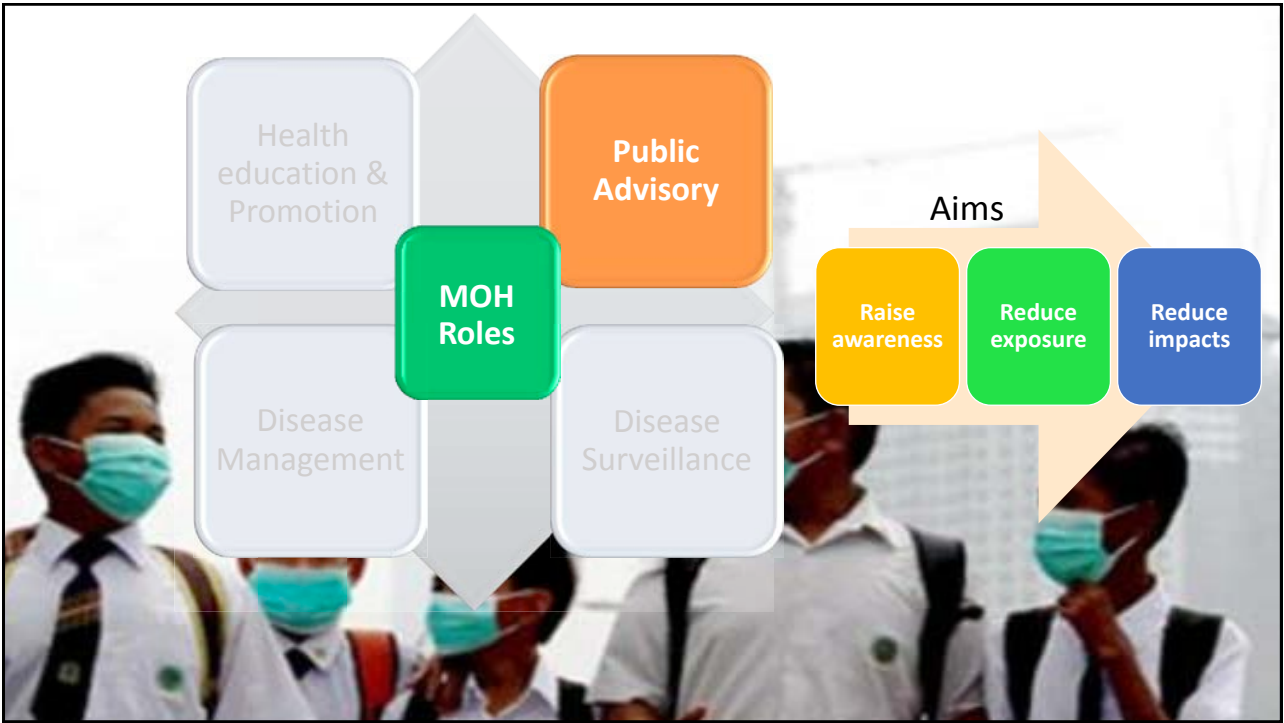 Health
education &
Promotion
Public
Advisory
MOH
Roles
Disease
Management
Disease
Surveillance
Aims
Raise
awareness
Reduce
exposure
Reduce
impacts